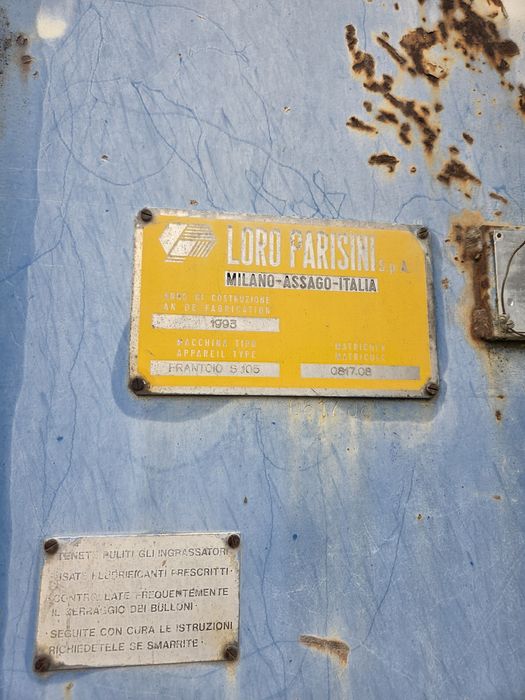 LORO PARISINI S.p.A.
MILANO-ASSAGO-ITALIA
ANNO DI COSTRUZIONE
AN DE FABRICATION
1993
MACCHINA TIPO
APPAREIL TYPE
FRANTOIO S 105
MATRICOLA
MATRICULE
0817.08
TENETE PULITI GLI INGRASSATORI
USATE I LUBRIFICANTI PRESCRITTI.
CONTROLLATE FREQUENTEMENTE
IL SERRAGGIO DEI BULLONI.
SEGUITE CON CURA LE ISTRUZIONI
RICHIEDETELE SE SMARRITE.